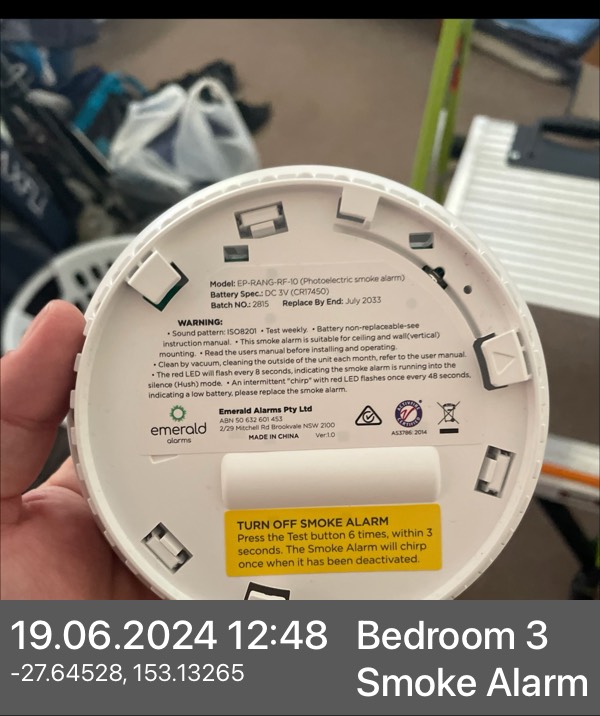 Model: EP-RANG-RF-10 (Photoelectric smoke alarm)
Battery Spec.: DC 3V (CR17450)
Batch NO.: 2815 Replace By End: July 2033
WARNING:
• Sound pattern: ISO8201 • Test weekly. • Battery non-replaceable-see
instruction manual. • This smoke alarm is suitable for ceiling and wall(vertical)
mounting. • Read the users manual before installing and operating.
• Clean by vacuum, cleaning the outside of the unit each month, refer to the user manual.
• The red LED will flash every 8 seconds, indicating the smoke alarm is running into the
silence (Hush) mode. • An intermittent "chirp" with red LED flashes once every 48 seconds,
indicating a low battery, please replace the smoke alarm.
emerald
alarms
Emerald Alarms Pty Ltd
ABN 50 632 601 453
2/29 Mitchell Rd Brookvale NSW 2100
MADE IN CHINA Ver:1.0
AS3786: 2014
TURN OFF SMOKE ALARM
Press the Test button 6 times, within 3
seconds. The Smoke Alarm will chirp
once when it has been deactivated.
19.06.2024 12:48
-27.64528, 153.13265
Bedroom 3
Smoke Alarm